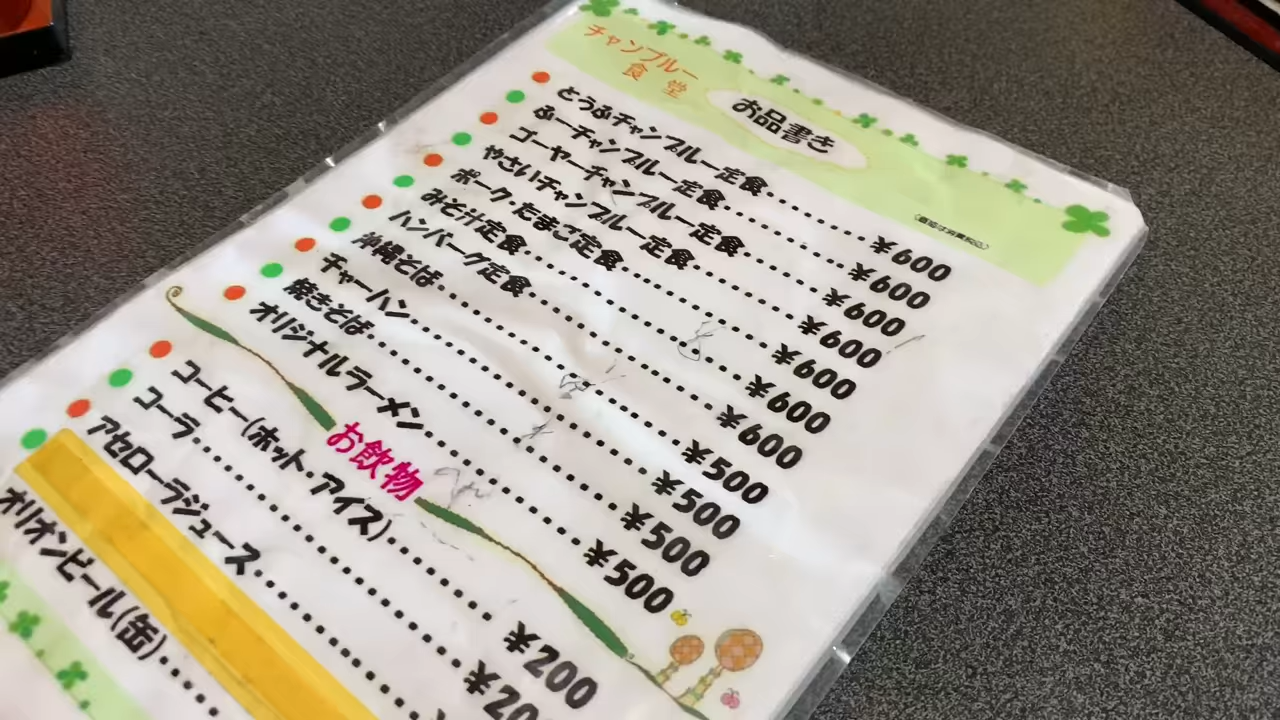 チャンプルー
食堂
お品書き
とうふチャンプルー定食………¥600
ふーチャンプルー定食………¥600
ゴーヤーチャンプルー定食………¥600
やさいチャンプルー定食………¥600
ポーク・たまご定食………¥600
みそ汁定食………¥600
ハンバーグ定食………¥600
沖縄そば………¥500
チャーハン………¥500
焼きそば………¥500
オリジナルラーメン………¥500
お飲物
コーヒー(ホット・アイス)………¥200
コーラ………¥20
アセローラジュース………
オリオンビール(缶)………